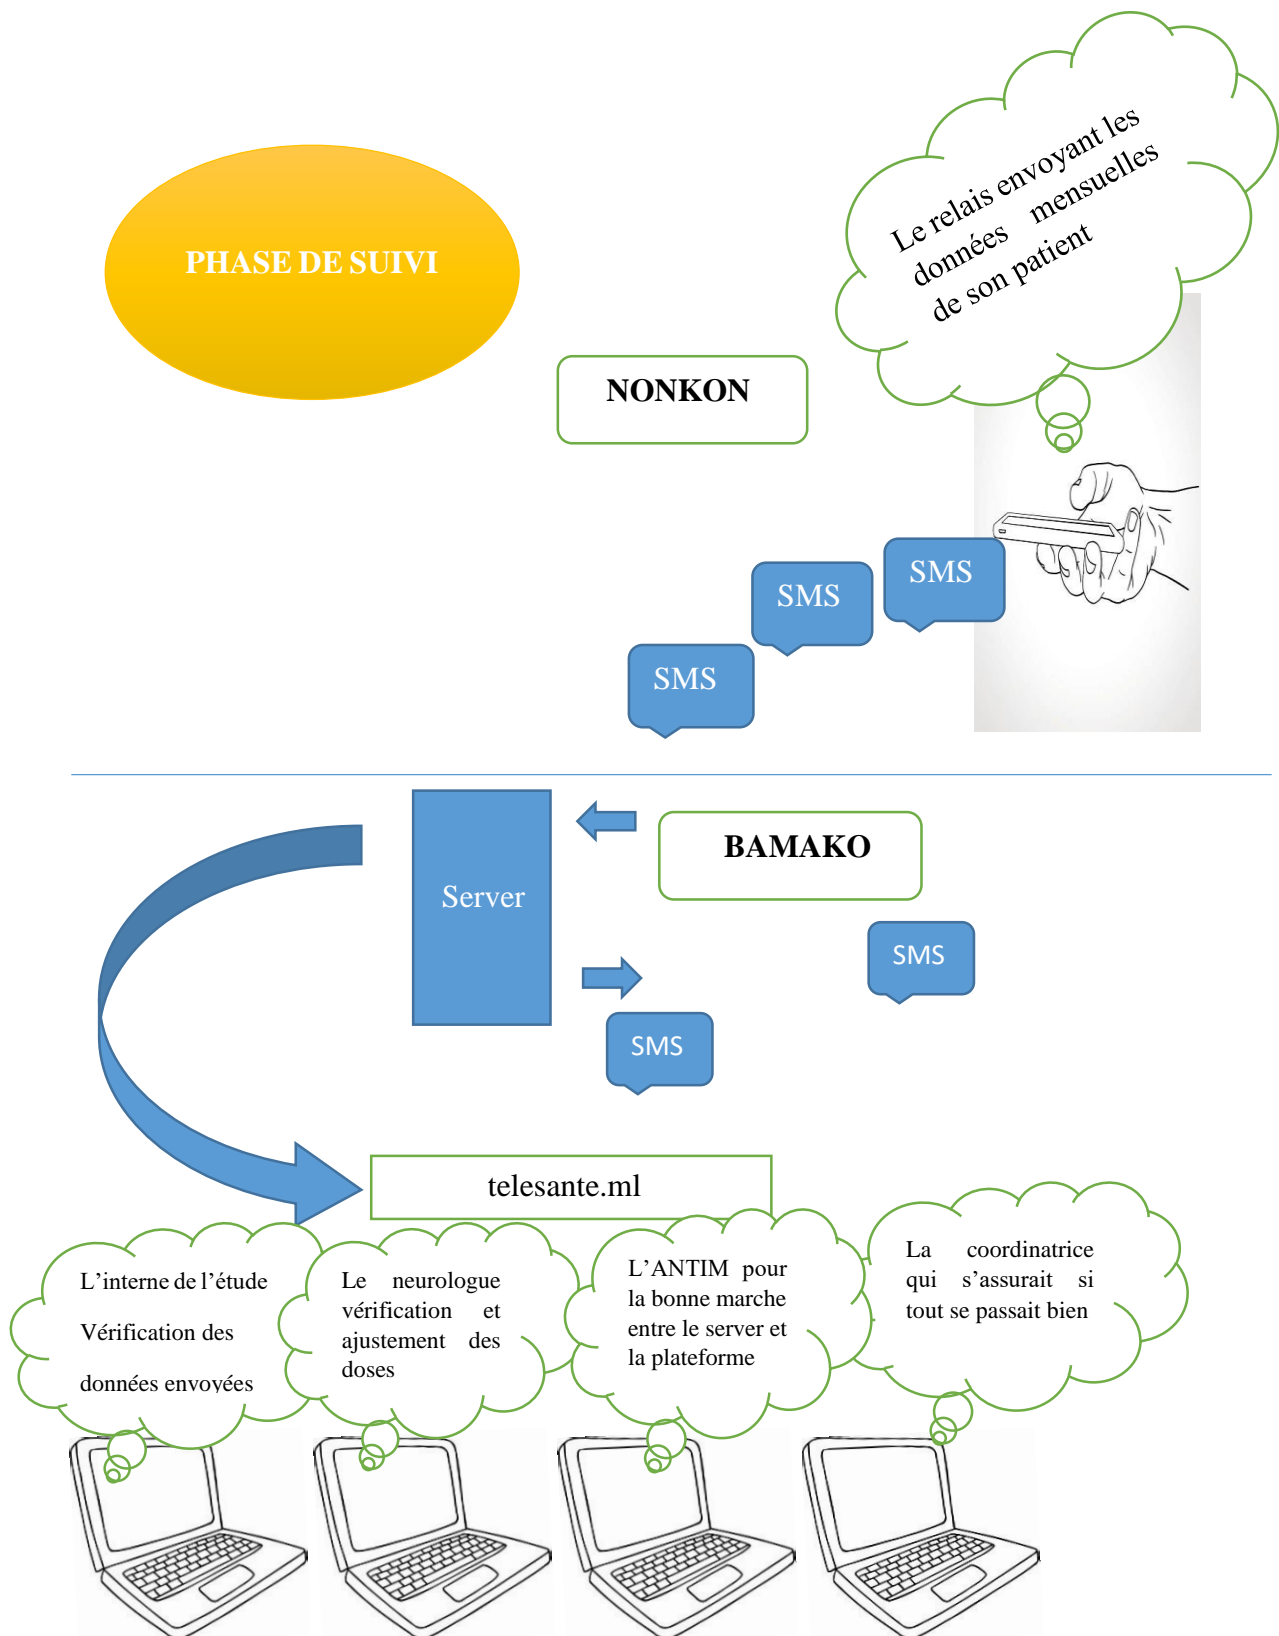 Le relais envoyant les
données mensuelles
de son patient
PHASE DE SUIVI
NONKON
SMS
SMS
SMS
BAMAKO
Server
SMS
SMS
telesante.ml
L’interne de l’étude
Vérification des
données envoyées
Le neurologue
vérification et
ajustement des
doses
L’ANTIM pour
la bonne marche
entre le server et
la plateforme
La coordinatrice
qui s’assurait si
tout se passait bien